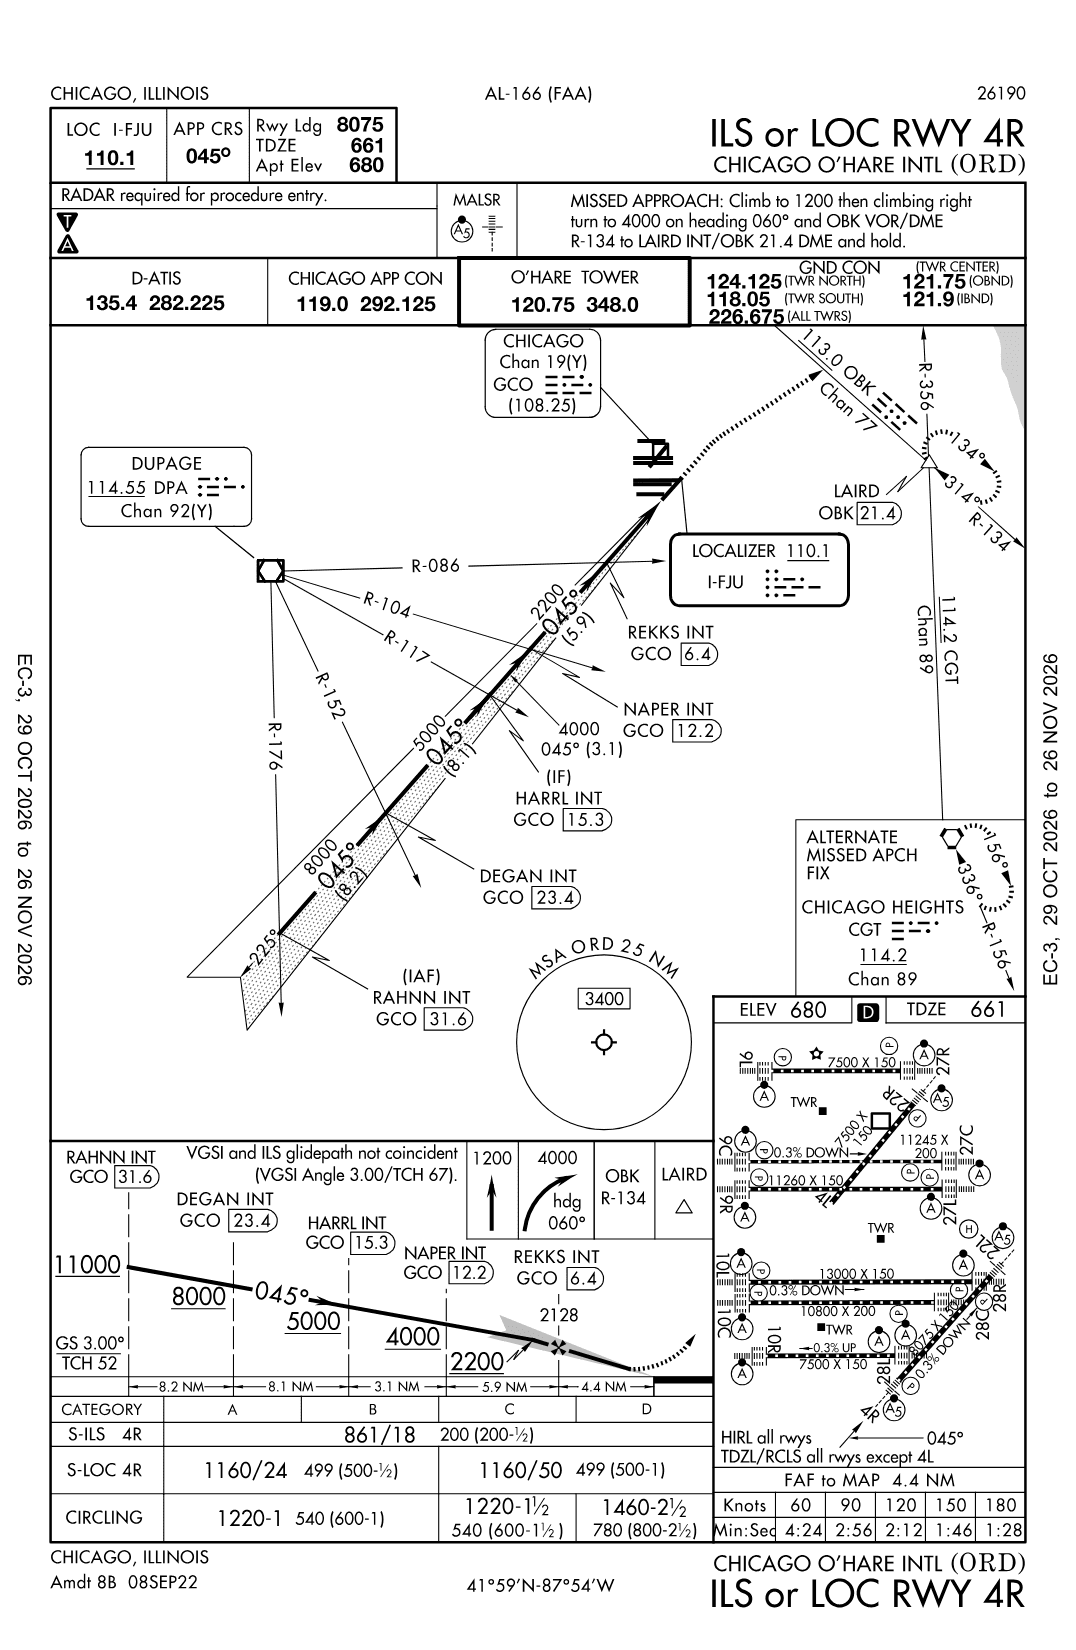 CHICAGO, ILLINOIS
AL-166 (FAA)
26190
LOC I-FJU
110.1
APP CRS
045°
Rwy Ldg 8075
TDZE 661
Apt Elev 680
ILS or LOC RWY 4R
CHICAGO O'HARE INTL (ORD)
RADAR required for procedure entry.
T
A
MALSR
A5
MISSED APPROACH: Climb to 1200 then climbing right
turn to 4000 on heading 060° and OBK VOR/DME
R-134 to LAIRD INT/OBK 21.4 DME and hold.
D-ATIS
135.4 282.225
CHICAGO APP CON
119.0 292.125
O'HARE TOWER
120.75 348.0
GND CON
124.125 (TWR NORTH)
118.05 (TWR SOUTH)
226.675 (ALL TWRS)
(TWR CENTER)
121.75 (OBND)
121.9 (IBND)
CHICAGO
Chan 19(Y)
GCO
(108.25)
113.0 OBK
Chan 77
R-356
134°
314°
R-134
LAIRD
OBK 21.4
DUPAGE
114.55 DPA
Chan 92(Y)
LOCALIZER 110.1
I-FJU
R-086
R-104
R-117
R-152
R-176
2200
045°
(5.9)
REKKS INT
GCO 6.4
NAPER INT
GCO 12.2
4000
045° (3.1)
5000
045°
(8.1)
(IF)
HARRL INT
GCO 15.3
114.2 CGT
Chan 89
8000
045°
(8.2)
DEGAN INT
GCO 23.4
225°
(IAF)
RAHNN INT
GCO 31.6
MSA ORD 25 NM
3400
ALTERNATE
MISSED APCH
FIX
CHICAGO HEIGHTS
CGT
114.2
Chan 89
156°
336°
R-156
EC-3, 29 OCT 2026 to 26 NOV 2026
EC-3, 29 OCT 2026 to 26 NOV 2026
ELEV 680
D
TDZE 661
9L
P
7500 X 150
P
A
27R
A
TWR
22R
A5
P
7500 X
150
9C
A
P
0.3% DOWN
11245 X
200
27C
A
P
P
9R
P
11260 X 150
A
4L
A
27L
TWR
H
A5
22L
10L
A
P
13000 X 150
A
28R
P
0.3% DOWN
P
P
10C
A
10800 X 200
P
28C
A
TWR
A
10R
0.3% UP
7500 X 150
A
28L
8075 X 150
0.3% DOWN
P
4R
A5
045°
HIRL all rwys
TDZL/RCLS all rwys except 4L
FAF to MAP 4.4 NM
Knots 60 90 120 150 180
Min:Sec 4:24 2:56 2:12 1:46 1:28
RAHNN INT
GCO 31.6
VGSI and ILS glidepath not coincident
(VGSI Angle 3.00/TCH 67).
DEGAN INT
GCO 23.4
HARRL INT
GCO 15.3
NAPER INT
GCO 12.2
REKKS INT
GCO 6.4
1200
4000
hdg
060°
OBK
R-134
LAIRD
11000
8000
045°
5000
4000
2200
2128
GS 3.00°
TCH 52
8.2 NM
8.1 NM
3.1 NM
5.9 NM
4.4 NM
CATEGORY A B C D
S-ILS 4R 861/18 200 (200-½)
S-LOC 4R 1160/24 499 (500-½) 1160/50 499 (500-1)
CIRCLING 1220-1 540 (600-1) 1220-1½ 540 (600-1½) 1460-2½ 780 (800-2½)
CHICAGO, ILLINOIS
Amdt 8B 08SEP22
41°59'N-87°54'W
CHICAGO O'HARE INTL (ORD)
ILS or LOC RWY 4R